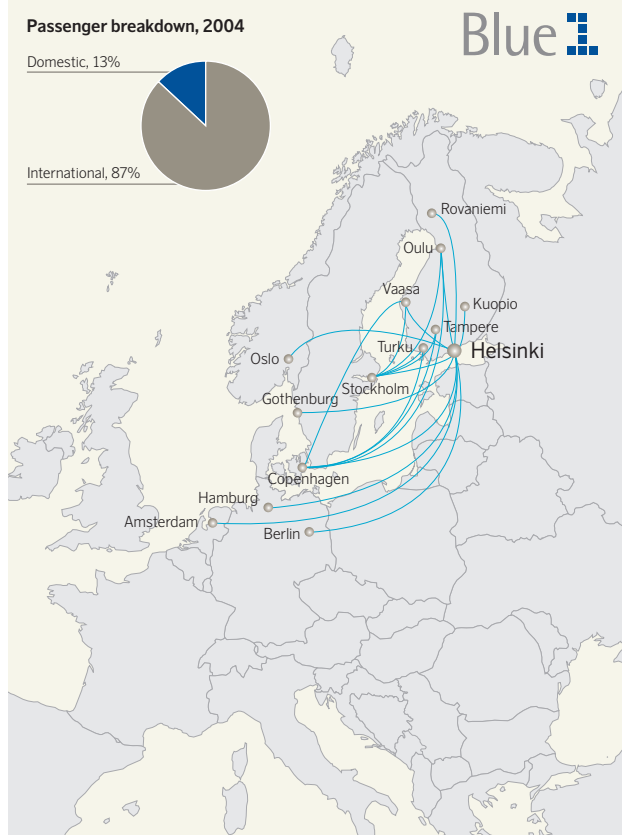 Passenger breakdown, 2004
Blue1
Domestic, 13%
International, 87%
Rovaniemi
Oulu
Vaasa
Kuopio
Tampere
Turku
Helsinki
Oslo
Stockholm
Gothenburg
Copenhagen
Hamburg
Amsterdam
Berlin